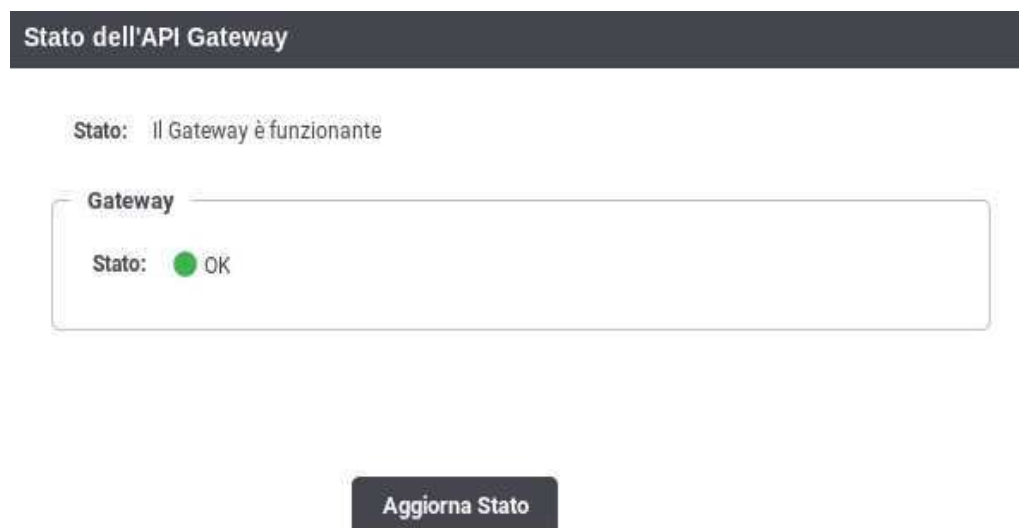 Stato dell'API Gateway
Stato: Il Gateway è funzionante
Gateway
Stato: OK
Aggiorna Stato